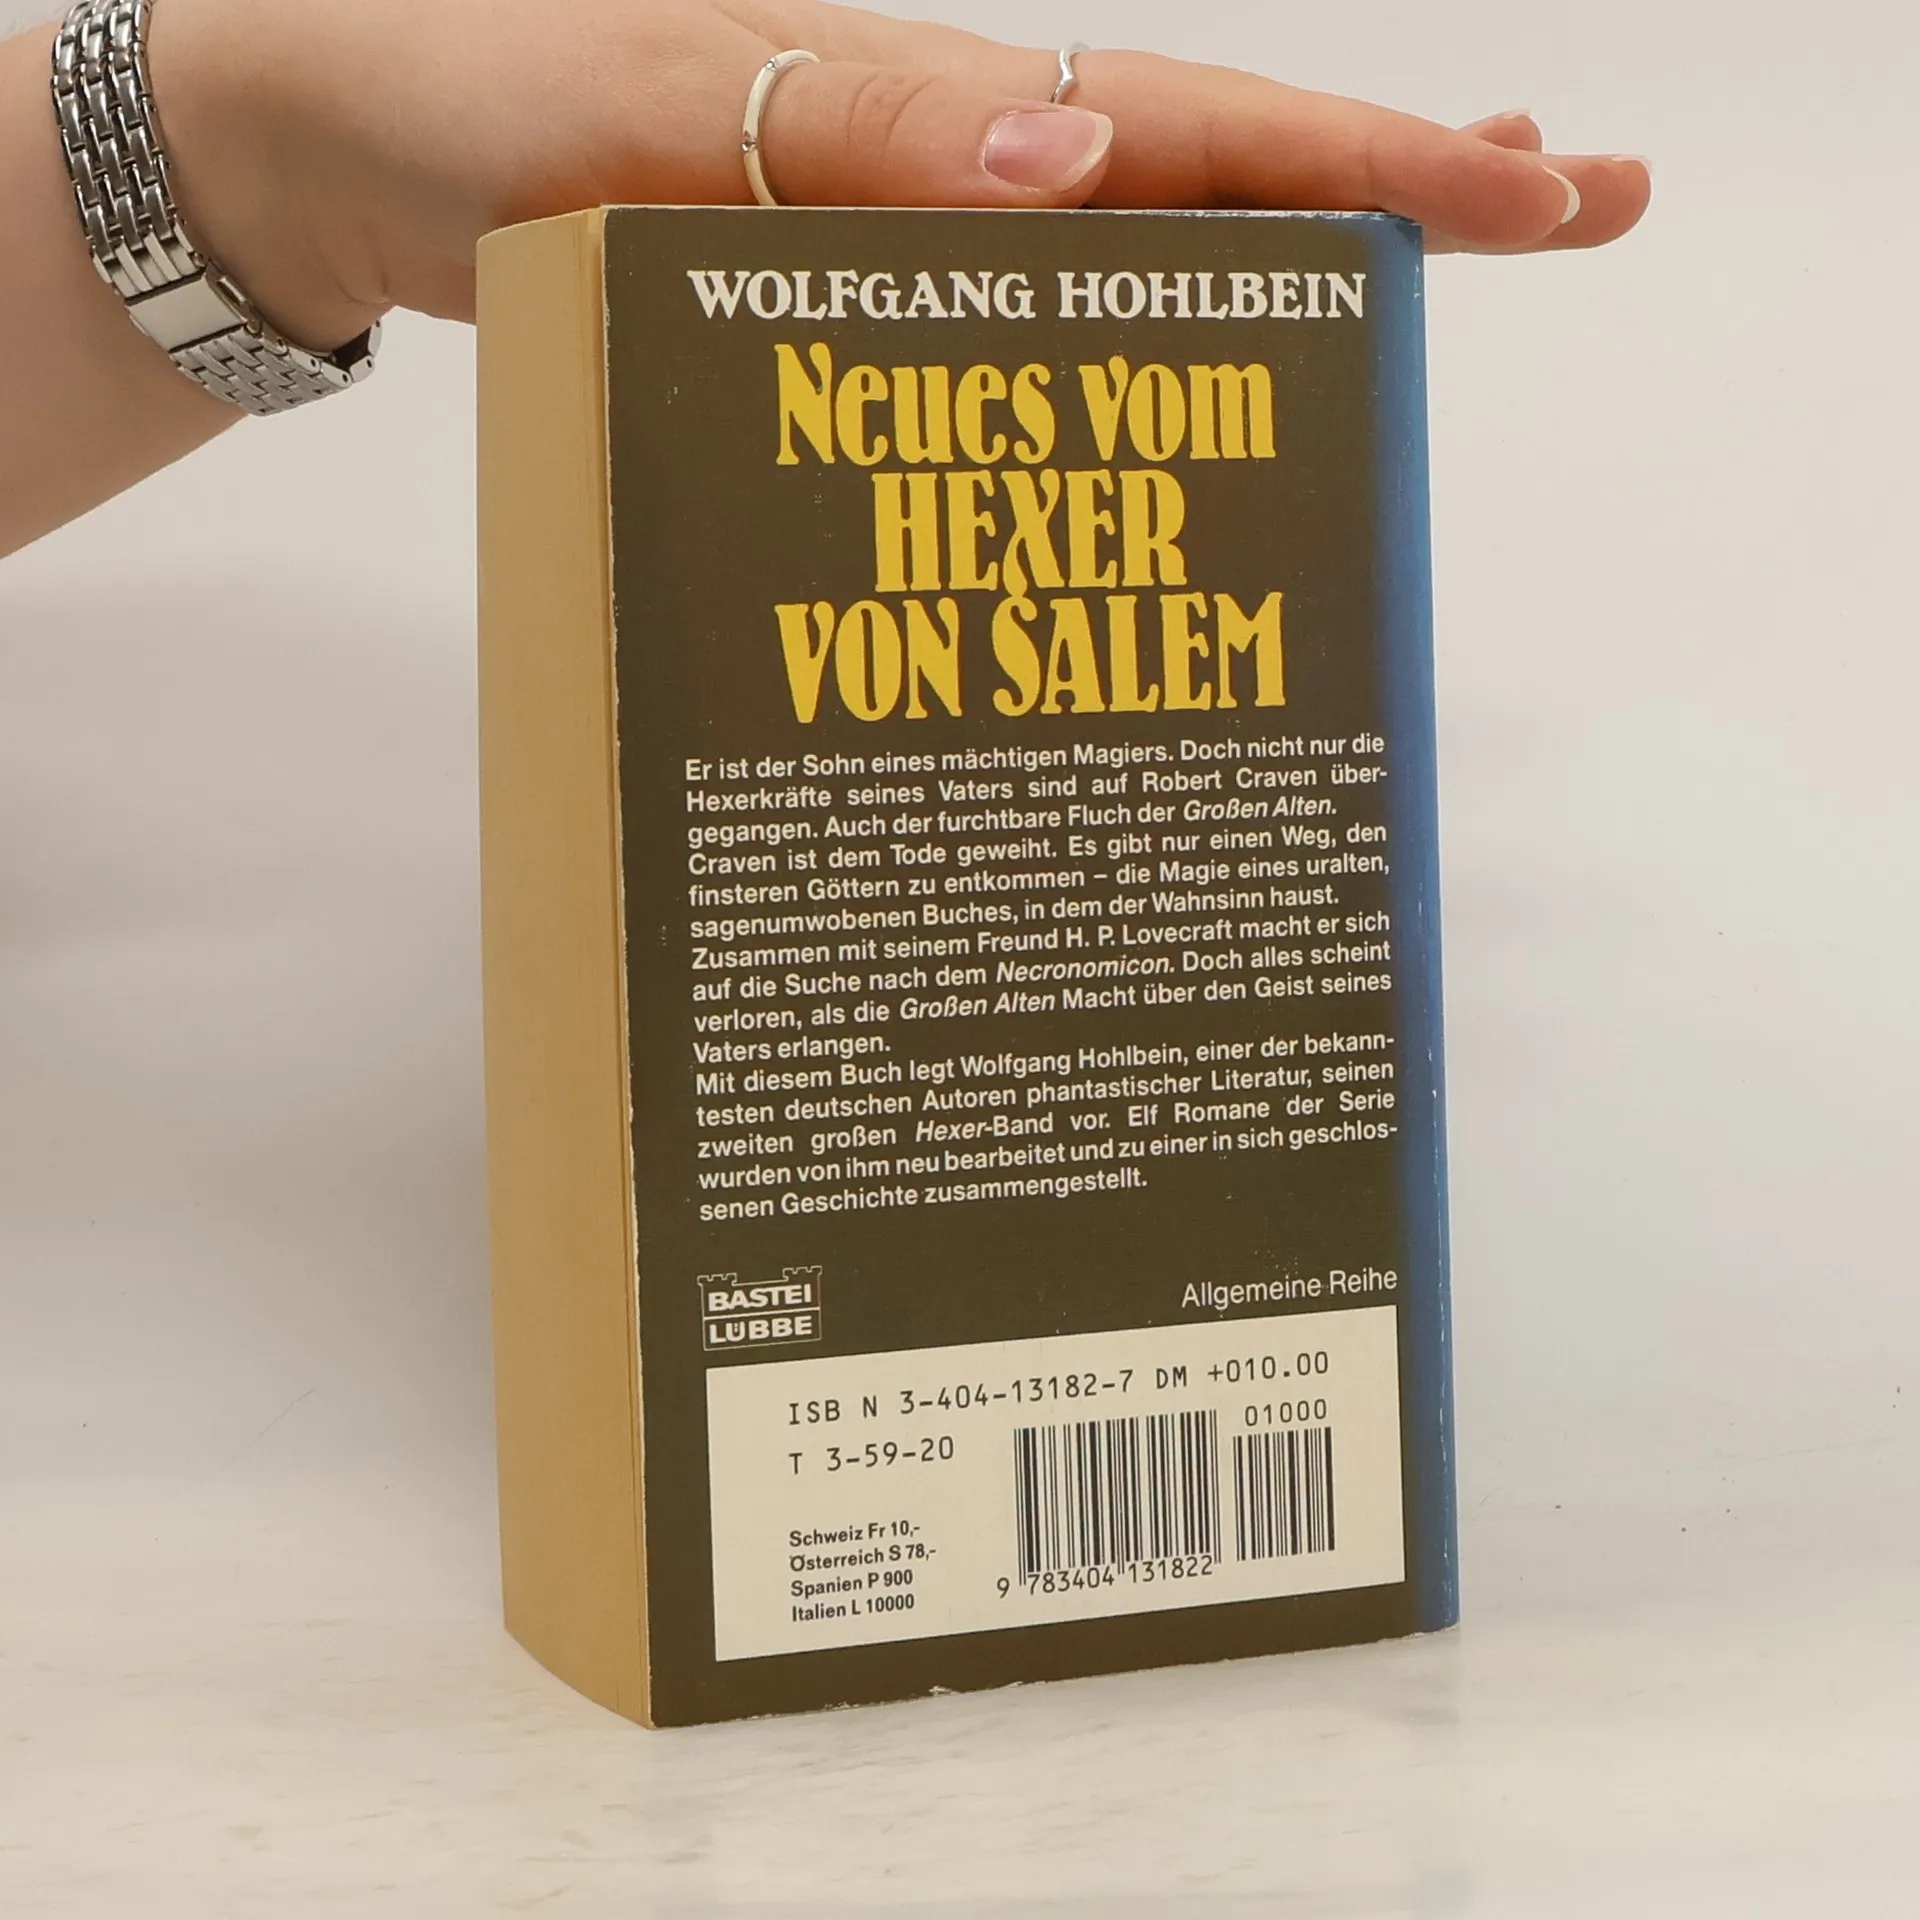 WOLFGANG HOHLBEIN
Neues vom
HEXER
VON SALEM
Er ist der Sohn eines mächtigen Magiers. Doch nicht nur die
Hexerkräfte seines Vaters sind auf Robert Craven über-
gegangen. Auch der furchtbare Fluch der Großen Alten.
Craven ist dem Tode geweiht. Es gibt nur einen Weg, den
finsteren Göttern zu entkommen – die Magie eines uralten,
sagenumwobenen Buches, in dem der Wahnsinn haust.
Zusammen mit seinem Freund H. P. Lovecraft macht er sich
auf die Suche nach dem Necronomicon. Doch alles scheint
verloren, als die Großen Alten Macht über den Geist seines
Vaters erlangen.
Mit diesem Buch legt Wolfgang Hohlbein, einer der bekann-
testen deutschen Autoren phantastischer Literatur, seinen
zweiten großen Hexer-Band vor. Elf Romane der Serie
wurden von ihm neu bearbeitet und zu einer in sich geschlos-
senen Geschichte zusammengestellt.
BASTEI
LÜBBE
Allgemeine Reihe
ISB N 3-404-13182-7 DM +010.00
01000
T 3-59-20
Schweiz Fr 10,-
Österreich S 78,-
Spanien P 900
Italien L 10000
9 783404 131822